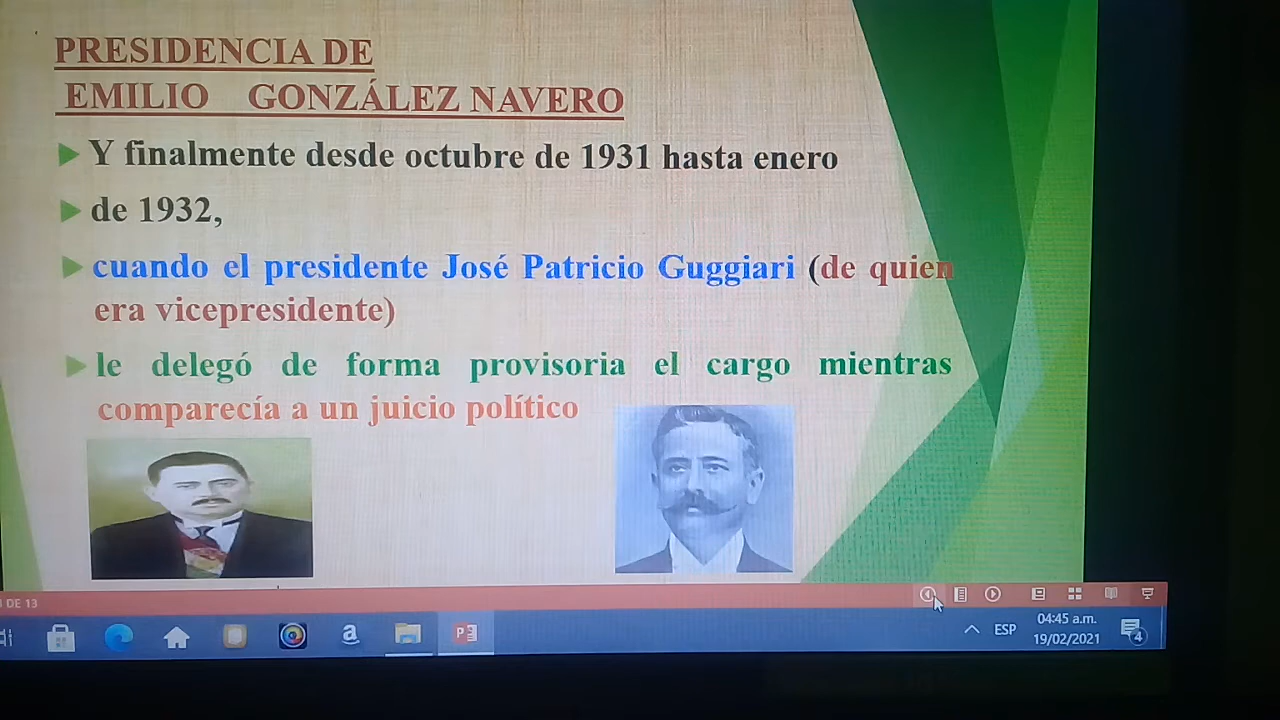 PRESIDENCIA DE
EMILIO GONZÁLEZ NAVERO
Y finalmente desde octubre de 1931 hasta enero
de 1932,
cuando el presidente José Patricio Guggiari (de quien
era vicepresidente)
le delegó de forma provisoria el cargo mientras
comparecía a un juicio político
DE 13
a
P
ESP
04:45 a.m.
19/02/2021
4